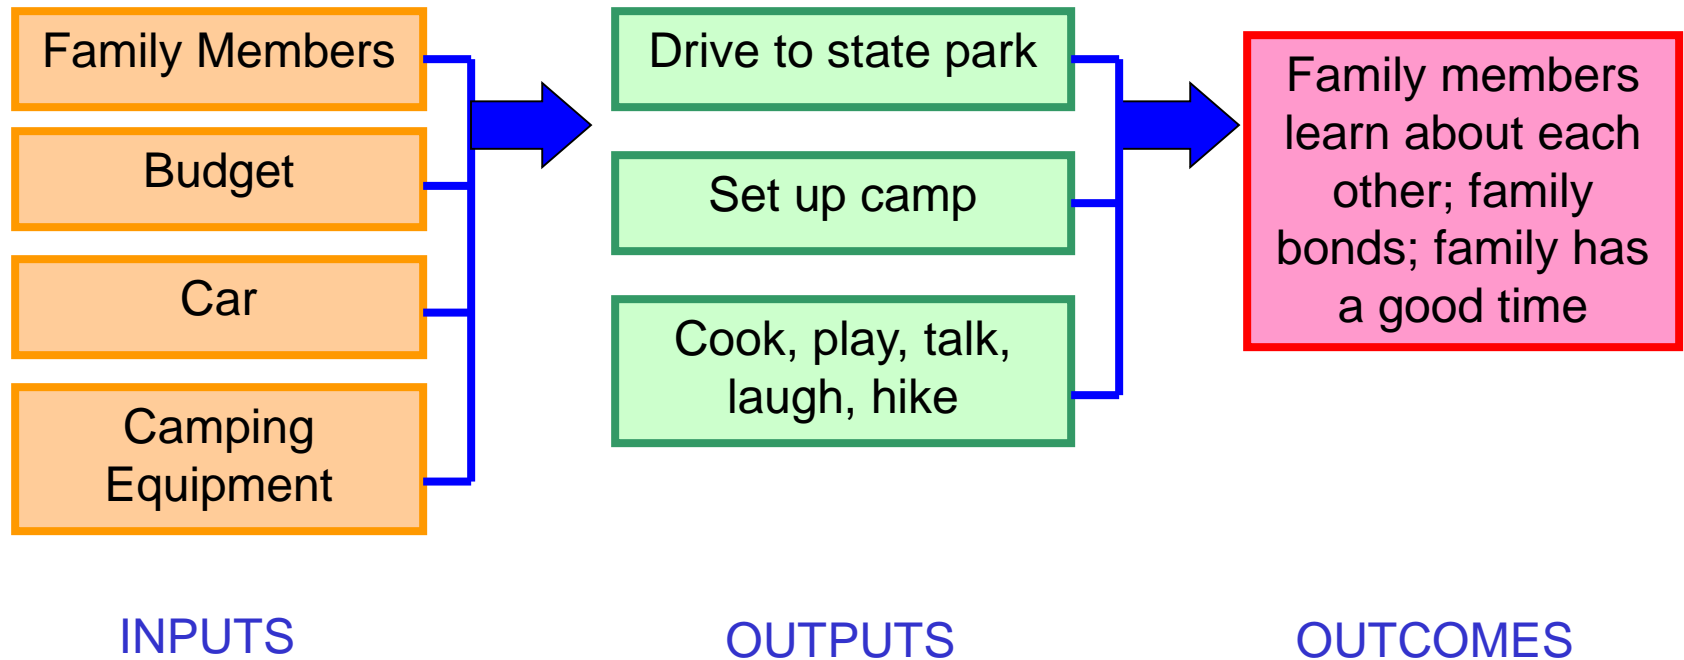 Family Members
Budget
Car
Camping
Equipment
Drive to state park
Set up camp
Cook, play, talk,
laugh, hike
Family members
learn about each
other; family
bonds; family has
a good time
INPUTS
OUTPUTS
OUTCOMES